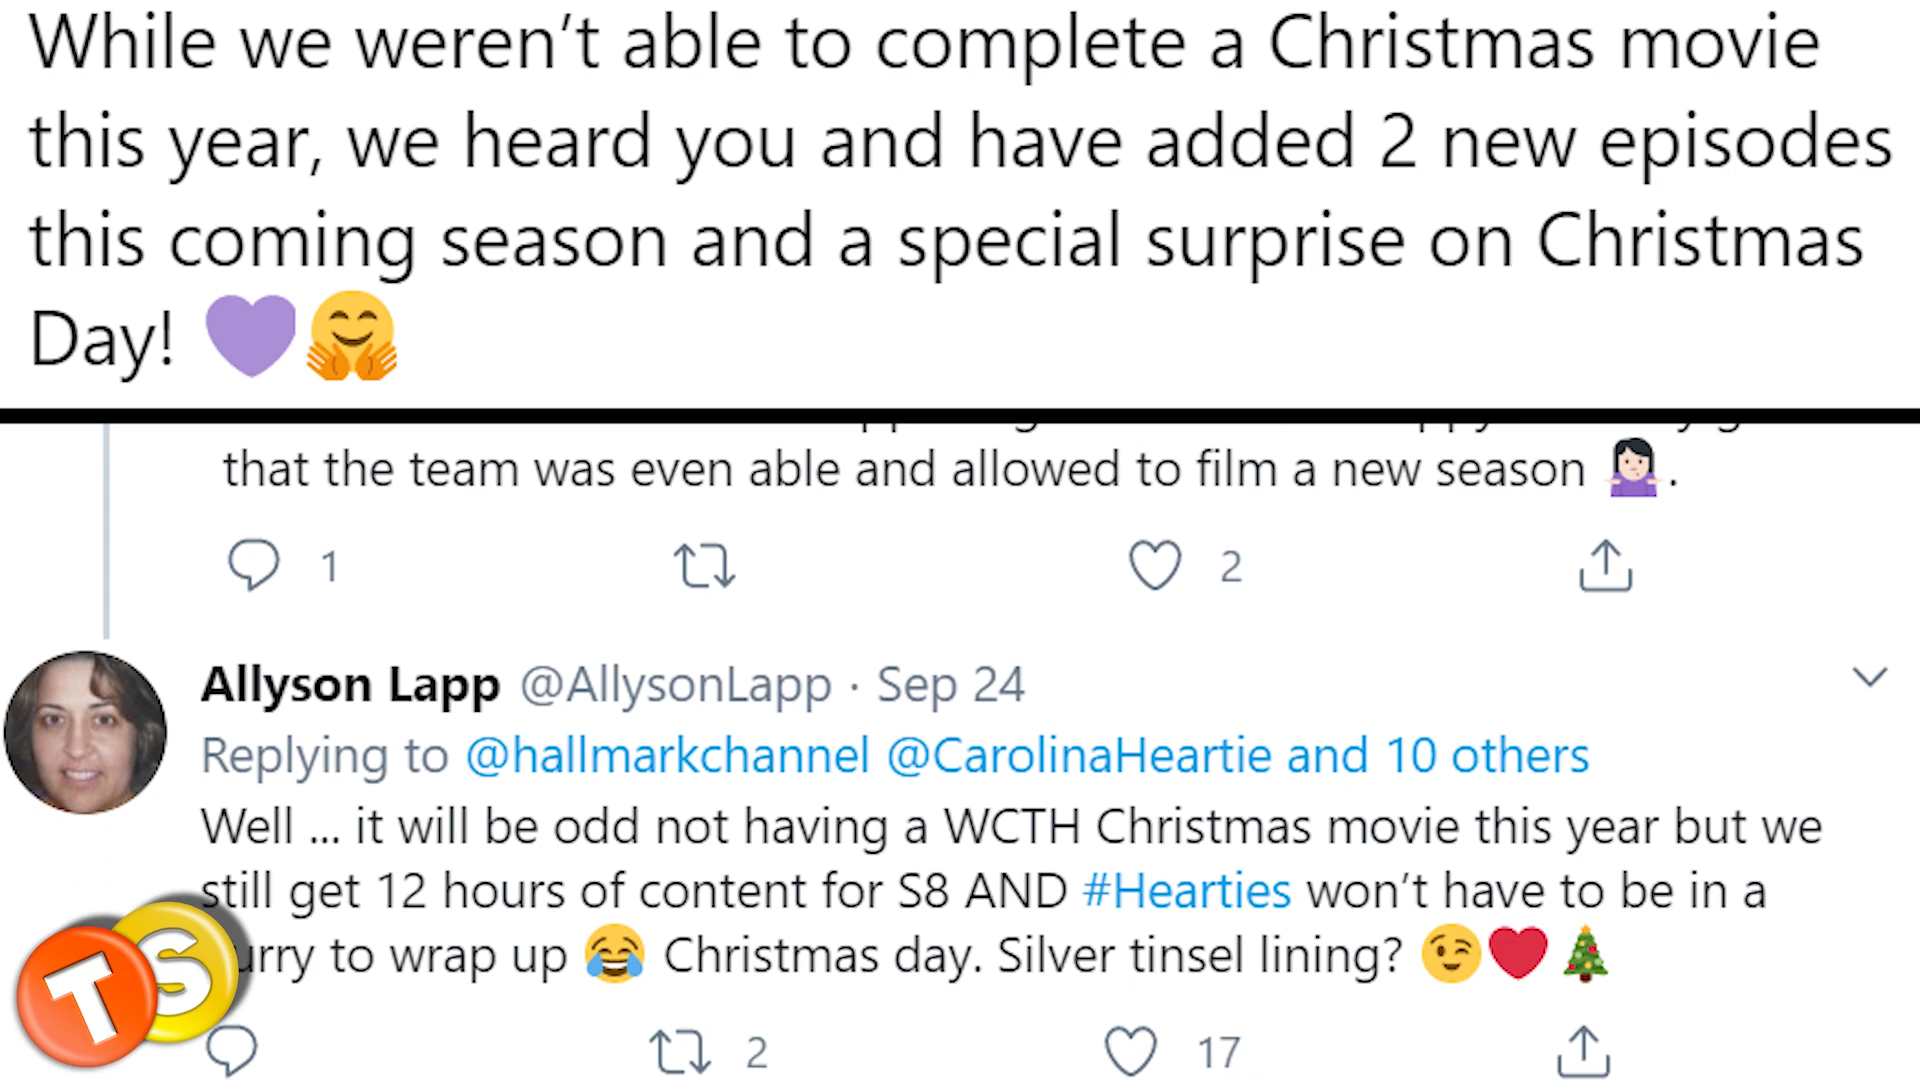 While we weren’t able to complete a Christmas movie
this year, we heard you and have added 2 new episodes
this coming season and a special surprise on Christmas
Day! 💜🤗
that the team was even able and allowed to film a new season 🤷🏻‍♀️.
1 2
Allyson Lapp @AllysonLapp · Sep 24
Replying to @hallmarkchannel @CarolinaHeartie and 10 others
Well ... it will be odd not having a WCTH Christmas movie this year but we
still get 12 hours of content for S8 AND #Hearties won’t have to be in a
urry to wrap up 😂 Christmas day. Silver tinsel lining? 😉❤️🎄
TS
2 17